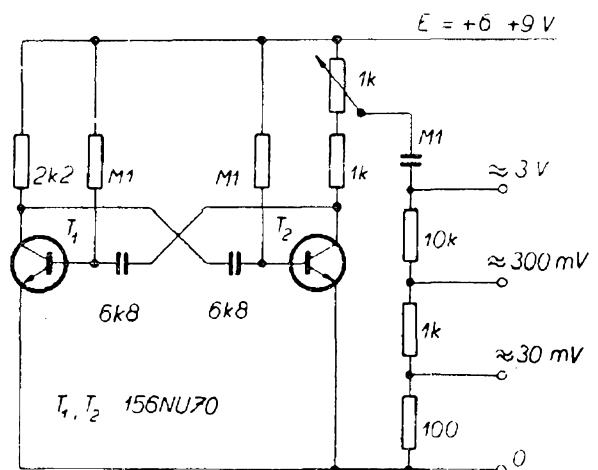 E = +6 +9 V
1k
M1
2k2
M1
M1
1k
≈ 3 V
T1
T2
10k
≈ 300 mV
6k8
6k8
1k
≈ 30 mV
T1, T2 156NU70
100
0